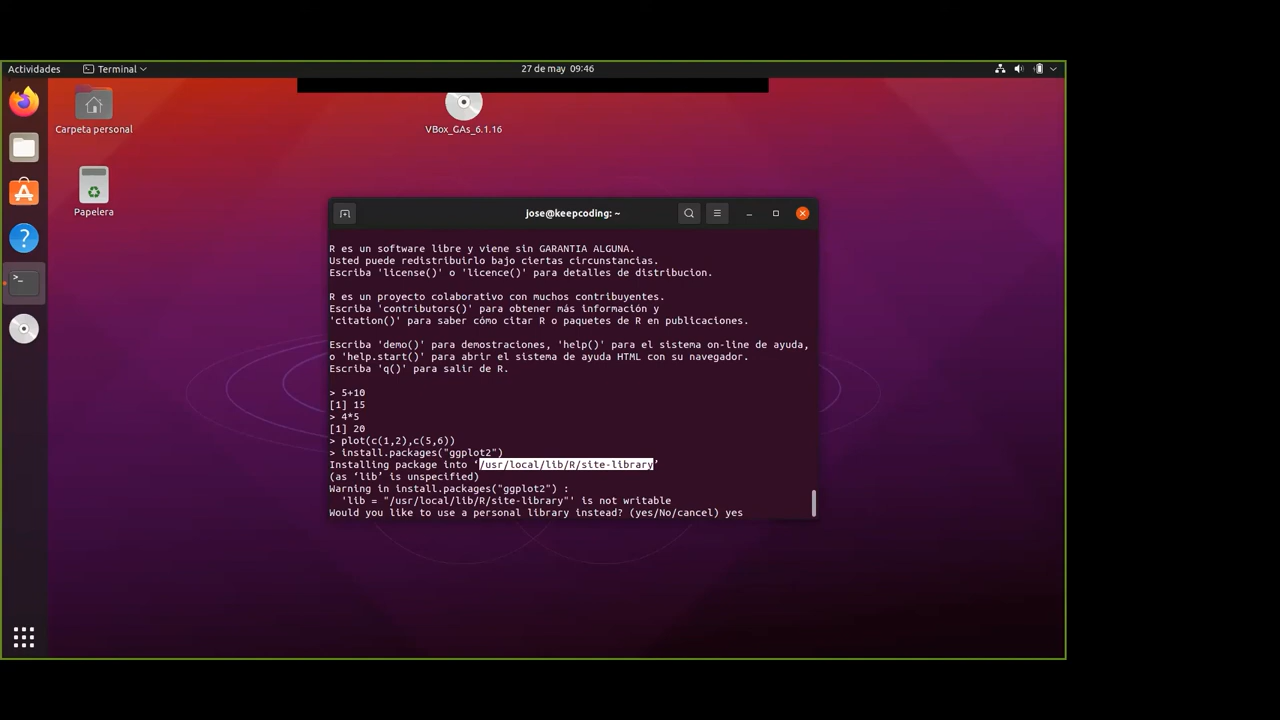 Actividades
Terminal
27 de may 09:46
Carpeta personal
VBox_GAs_6.1.16
Papelera
jose@keepcoding: ~
R es un software libre y viene sin GARANTIA ALGUNA.
Usted puede redistribuirlo bajo ciertas circunstancias.
Escriba 'license()' o 'licence()' para detalles de distribucion.
R es un proyecto colaborativo con muchos contribuyentes.
Escriba 'contributors()' para obtener más información y
'citation()' para saber cómo citar R o paquetes de R en publicaciones.
Escriba 'demo()' para demostraciones, 'help()' para el sistema on-line de ayuda,
o 'help.start()' para abrir el sistema de ayuda HTML con su navegador.
Escriba 'q()' para salir de R.
> 5+10
[1] 15
> 4*5
[1] 20
> plot(c(1,2),c(5,6))
> install.packages("ggplot2")
Installing package into ‘/usr/local/lib/R/site-library’
(as ‘lib’ is unspecified)
Warning in install.packages("ggplot2") :
'lib = "/usr/local/lib/R/site-library"' is not writable
Would you like to use a personal library instead? (yes/No/cancel) yes